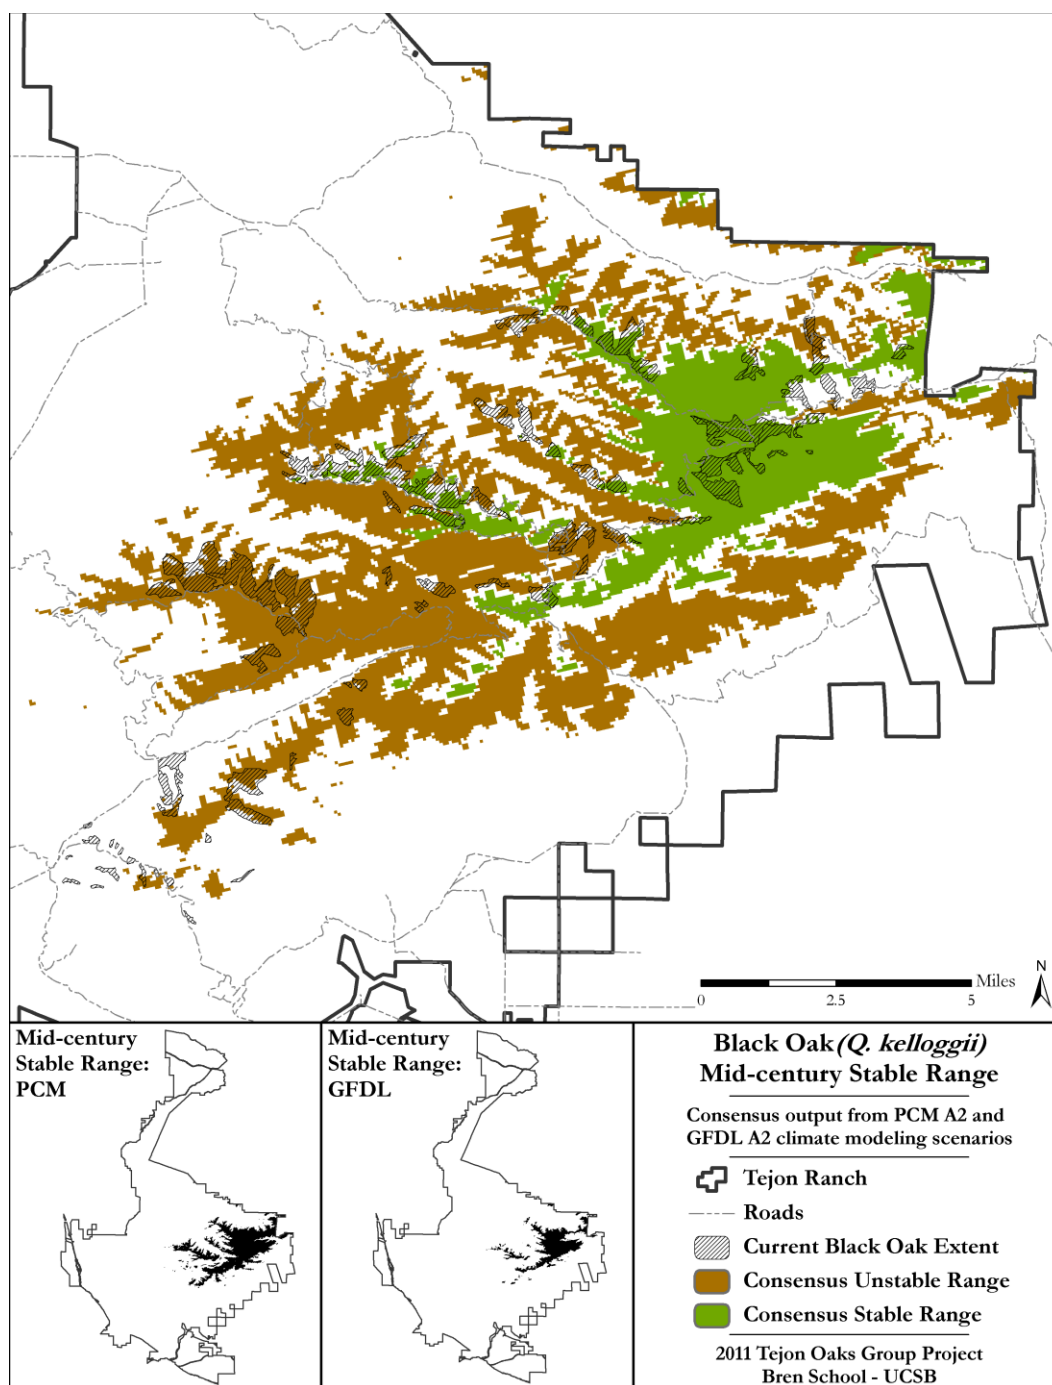 N
Miles
0
2.5
5
Mid-century
Stable Range:
PCM
Mid-century
Stable Range:
GFDL
Black Oak (Q. kelloggii)
Mid-century Stable Range
Consensus output from PCM A2 and
GFDL A2 climate modeling scenarios
Tejon Ranch
Roads
Current Black Oak Extent
Consensus Unstable Range
Consensus Stable Range
2011 Tejon Oaks Group Project
Bren School - UCSB